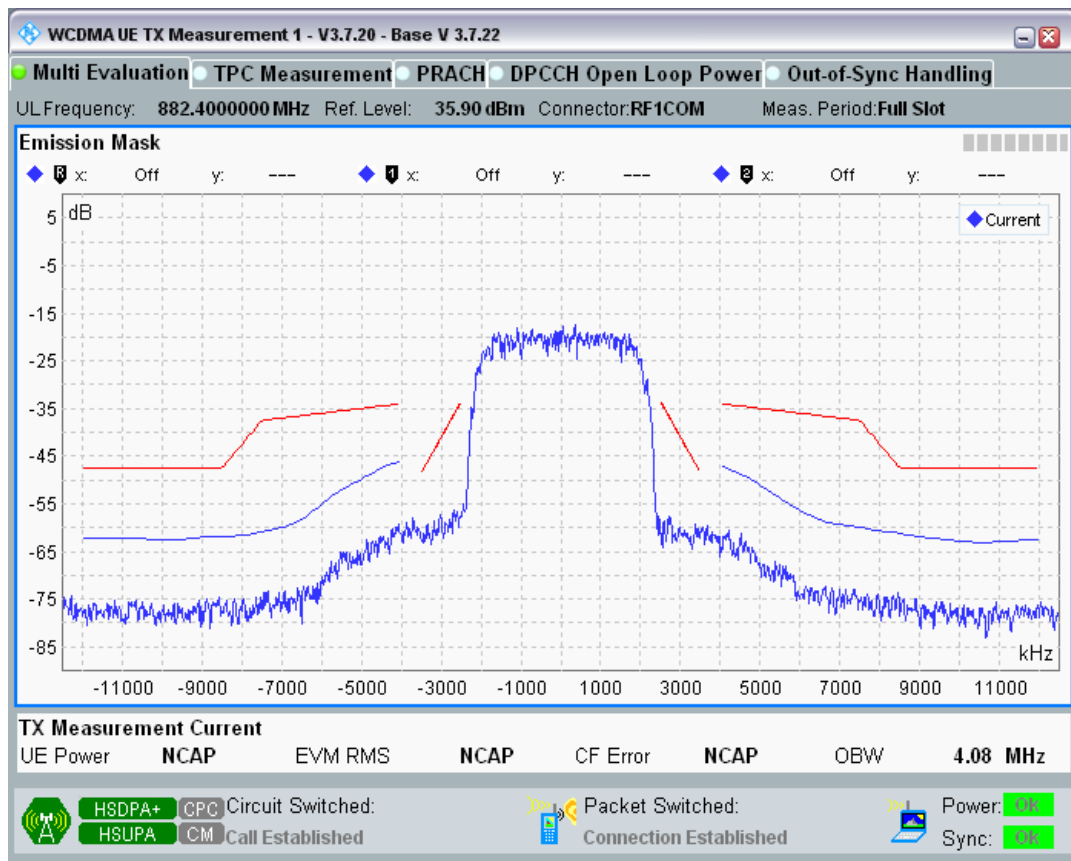 WCDMA UE TX Measurement 1 - V3.7.20 - Base V 3.7.22
Multi Evaluation TPC Measurement PRACH DPCCH Open Loop Power Out-of-Sync Handling
UL Frequency: 882.4000000 MHz Ref. Level: 35.90 dBm Connector:RF1COM Meas. Period:Full Slot
Emission Mask
R x: Off y: --- 1 x: Off y: --- 2 x: Off y: ---
dB
Current
5
-5
-15
-25
-35
-45
-55
-65
-75
-85
kHz
-11000 -9000 -7000 -5000 -3000 -1000 1000 3000 5000 7000 9000 11000
TX Measurement Current
UE Power NCAP EVM RMS NCAP CF Error NCAP OBW 4.08 MHz
HSDPA+ CPC Circuit Switched: Packet Switched: Power: OK
HSUPA CM Call Established Connection Established Sync: OK